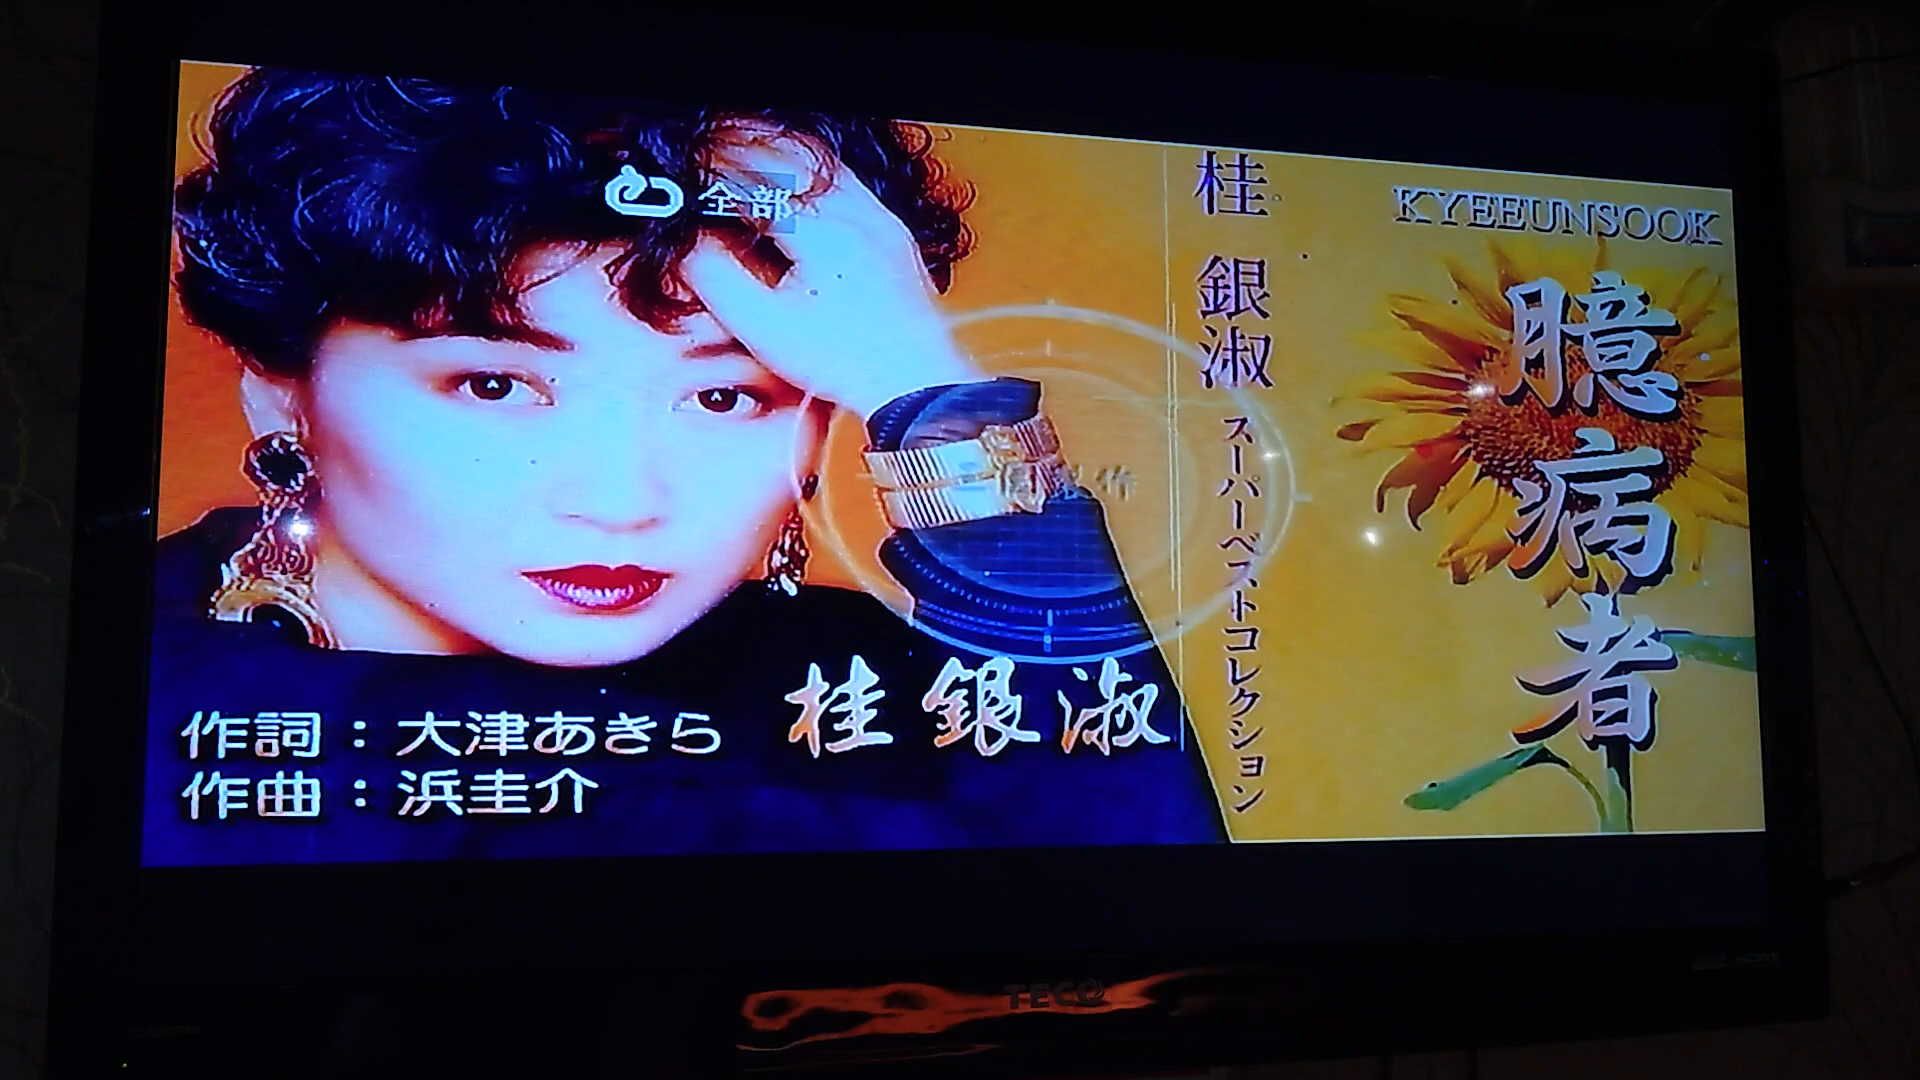 全部
KYEEUNSOOK
臆病者
桂 銀淑 スーパーベストコレクション
桂銀淑
作詞：大津あきら
作曲：浜圭介
TECO